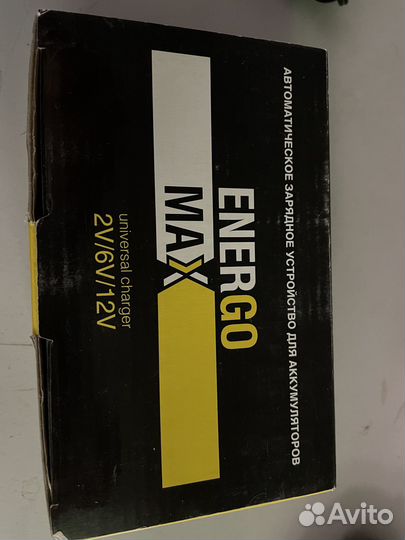 АВТОМАТИЧЕСКОЕ ЗАРЯДНОЕ УСТРОЙСТВО ДЛЯ АККУМУЛЯТОРОВ
ENERGO
MAX
universal charger
2V/6V/12V
Avito